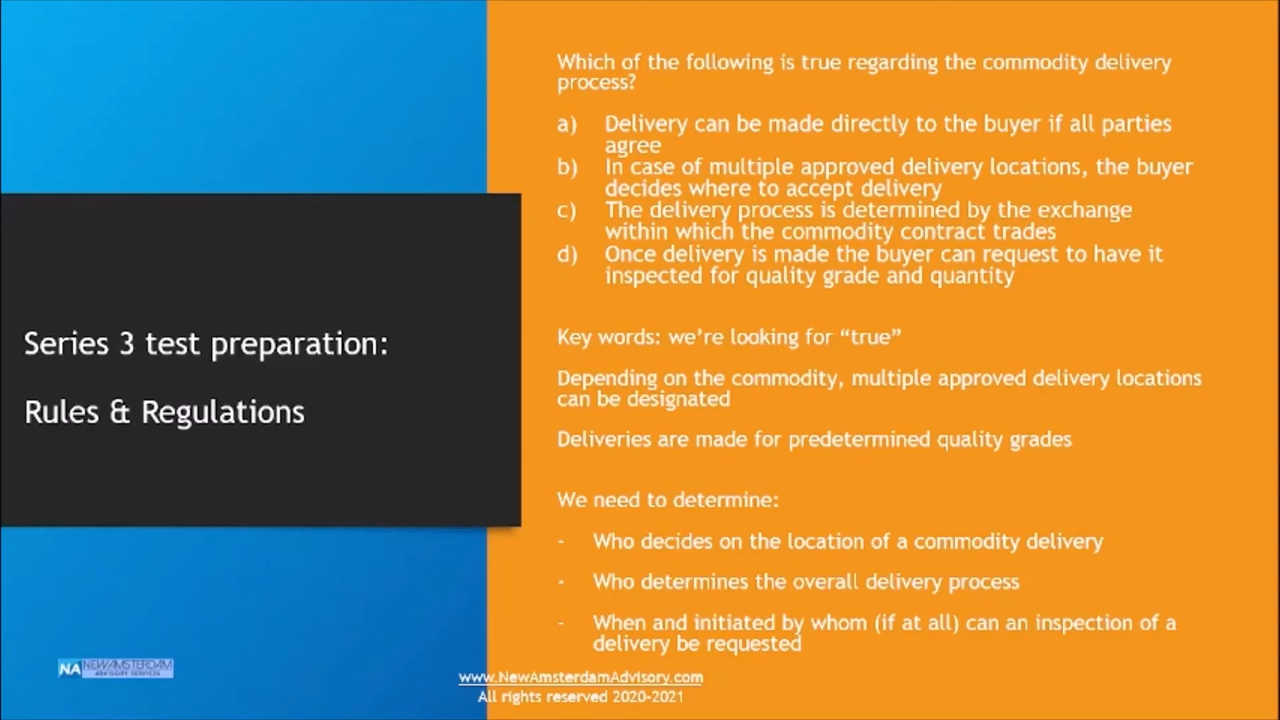 Which of the following is true regarding the commodity delivery
process?
a) Delivery can be made directly to the buyer if all parties
agree
b) In case of multiple approved delivery locations, the buyer
decides where to accept delivery
c) The delivery process is determined by the exchange
within which the commodity contract trades
d) Once delivery is made the buyer can request to have it
inspected for quality grade and quantity
Key words: we’re looking for “true”
Depending on the commodity, multiple approved delivery locations
can be designated
Deliveries are made for predetermined quality grades
We need to determine:
- Who decides on the location of a commodity delivery
- Who determines the overall delivery process
- When and initiated by whom (if at all) can an inspection of a
delivery be requested
Series 3 test preparation:
Rules & Regulations
NA NEW AMSTERDAM
ADVISORY SERVICES
www.NewAmsterdamAdvisory.com
All rights reserved 2020-2021